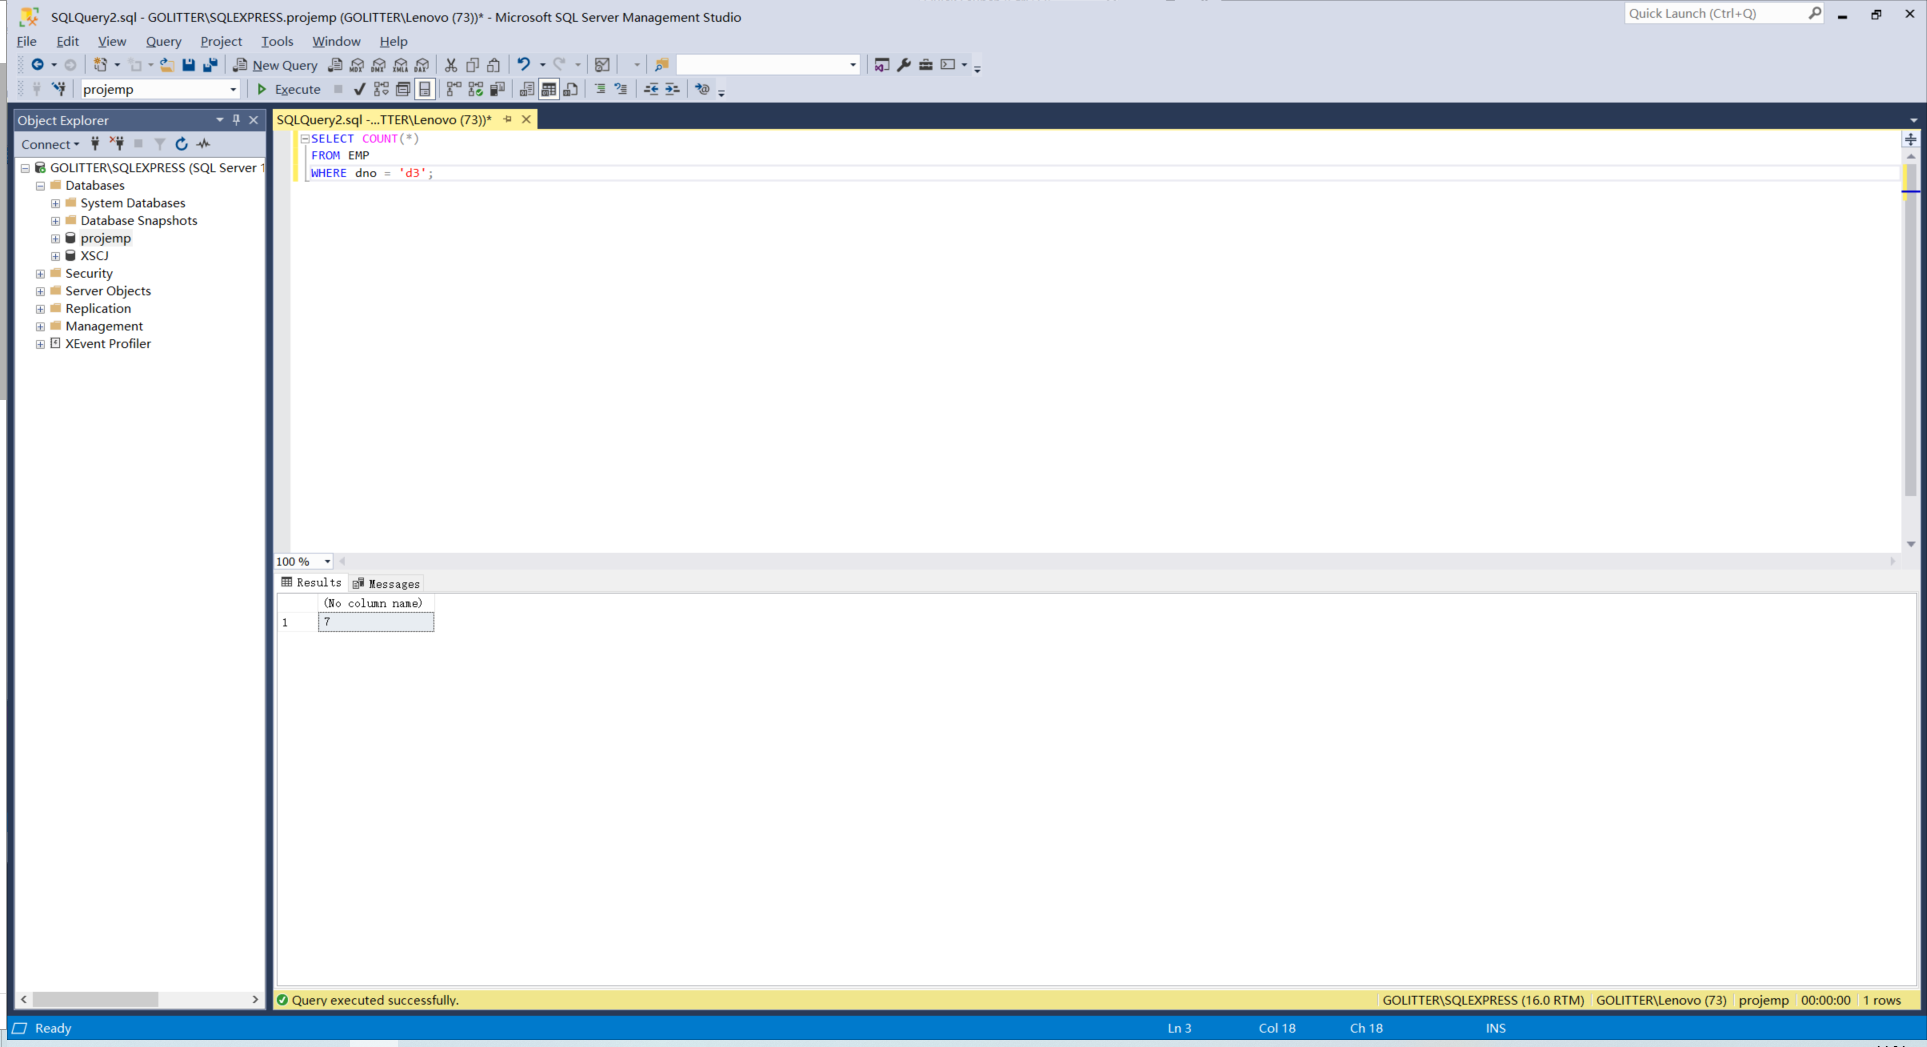 SQLQuery2.sql - GOLITTER\SQLEXPRESS.projemp (GOLITTER\Lenovo (73))* - Microsoft SQL Server Management Studio
Quick Launch (Ctrl+Q)
File Edit View Query Project Tools Window Help
New Query MDX DMX XMLA DAX
projemp Execute
Object Explorer
Connect
GOLITTER\SQLEXPRESS (SQL Server 1
Databases
System Databases
Database Snapshots
projemp
XSCJ
Security
Server Objects
Replication
Management
XEvent Profiler
SQLQuery2.sql -...TTER\Lenovo (73))*
SELECT COUNT(*)
FROM EMP
WHERE dno = 'd3';
100 %
Results Messages
(No column name)
1 7
Query executed successfully.
GOLITTER\SQLEXPRESS (16.0 RTM) GOLITTER\Lenovo (73) projemp 00:00:00 1 rows
Ready Ln 3 Col 18 Ch 18 INS